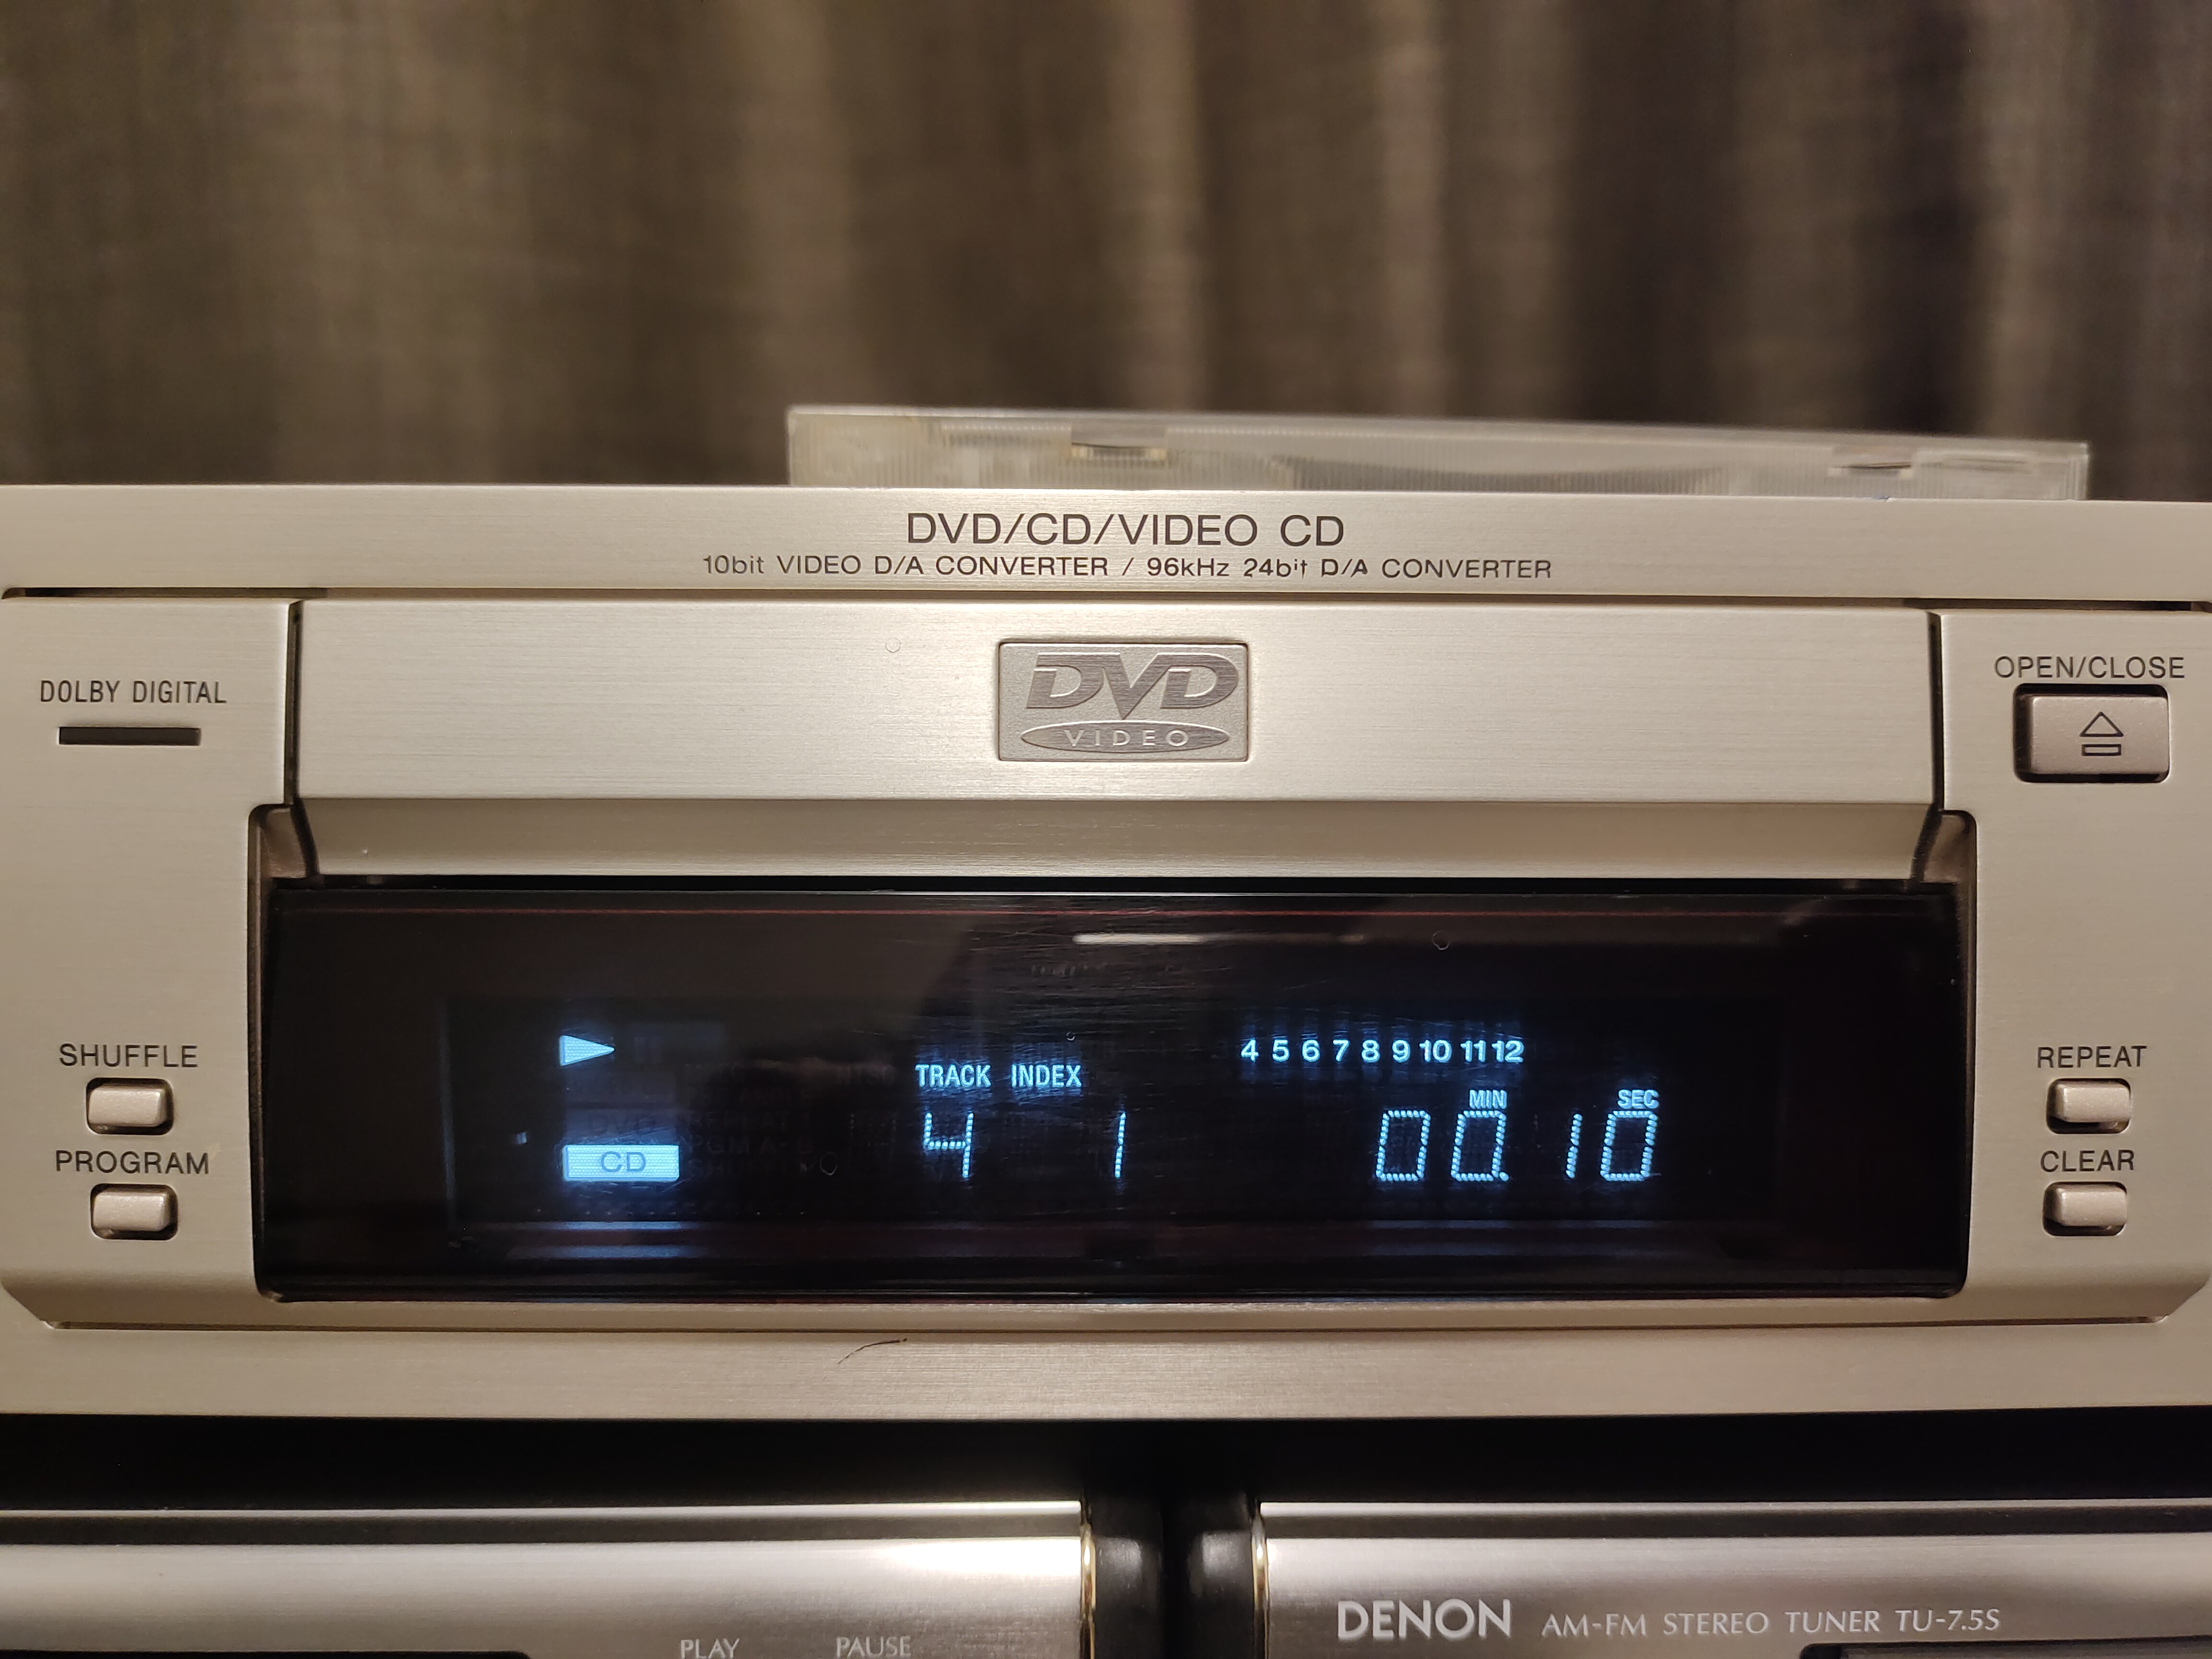 DVD/CD/VIDEO CD
10bit VIDEO D/A CONVERTER / 96kHz 24bit D/A CONVERTER
DOLBY DIGITAL
DVD
VIDEO
OPEN/CLOSE
SHUFFLE
PROGRAM
CD
TRACK INDEX
4 1
4 5 6 7 8 9 10 11 12
MIN SEC
00.10
REPEAT
CLEAR
PLAY PAUSE
DENON AM-FM STEREO TUNER TU-7.5S